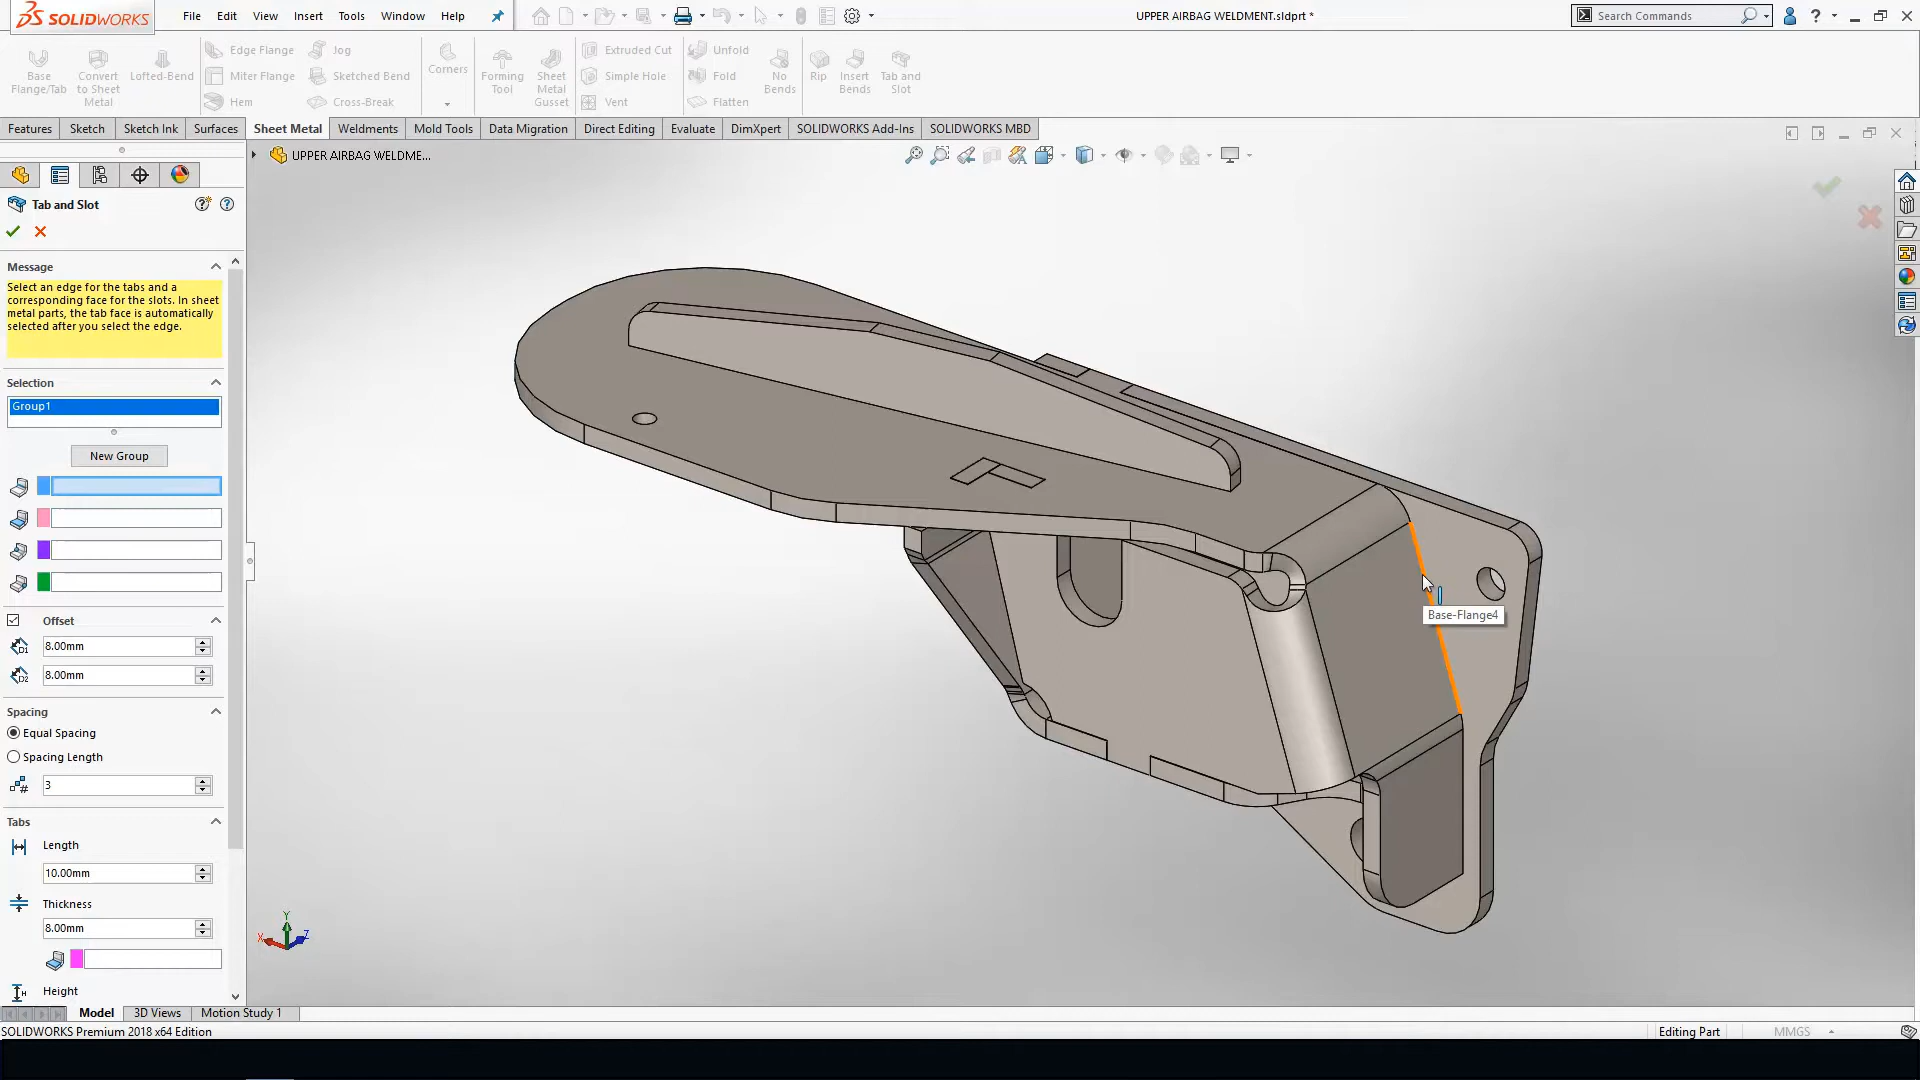 SOLIDWORKS
File Edit View Insert Tools Window Help
UPPER AIRBAG WELDMENT.sldprt *
Search Commands
Base Flange/Tab
Convert to Sheet Metal
Lofted-Bend
Edge Flange
Miter Flange
Hem
Jog
Sketched Bend
Cross-Break
Corners
Forming Tool
Sheet Metal Gusset
Extruded Cut
Simple Hole
Vent
Unfold
Fold
Flatten
No Bends
Rip
Insert Bends
Tab and Slot
Features Sketch Sketch Ink Surfaces Sheet Metal Weldments Mold Tools Data Migration Direct Editing Evaluate DimXpert SOLIDWORKS Add-Ins SOLIDWORKS MBD
UPPER AIRBAG WELDME...
Tab and Slot
Message
Select an edge for the tabs and a
corresponding face for the slots. In sheet
metal parts, the tab face is automatically
selected after you select the edge.
Selection
Group1
New Group
Offset
D1 8.00mm
D2 8.00mm
Spacing
Equal Spacing
Spacing Length
# 3
Tabs
Length
10.00mm
Thickness
8.00mm
Height
Base-Flange4
Y
X Z
Model 3D Views Motion Study 1
SOLIDWORKS Premium 2018 x64 Edition
Editing Part
MMGS